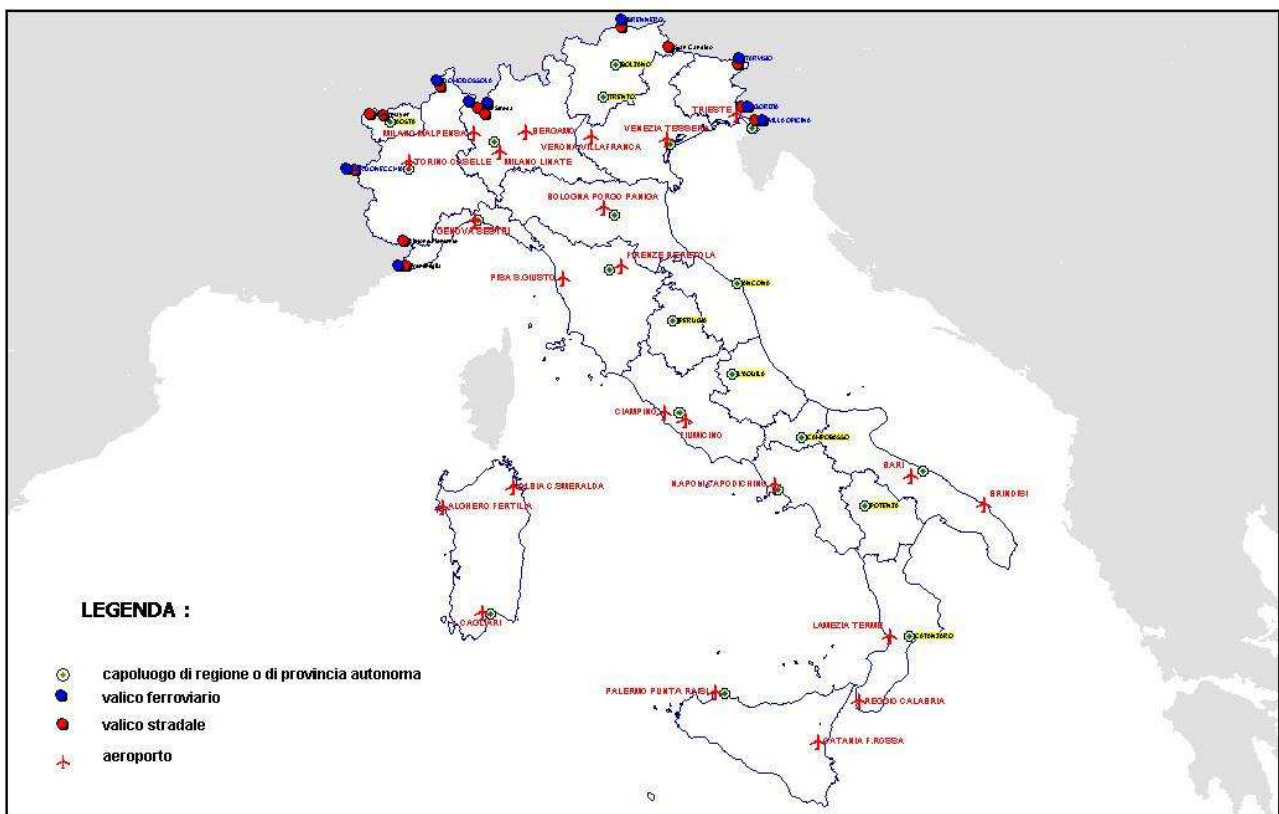 BRENNERO
San Candido
TARVISIO
BOLZANO
DOMODOSSOLA
TRENTO
TRIESTE
GORIZIA
VILLA OPICINA
AOSTA
MILANO MALPENSA
BERGAMO
VENEZIA TESSERA
VERONA VILLAFRANCA
MILANO LINATE
TORINO CASELLE
BOLOGNA PORGO PANIGA
GENOVA SESTRI
FIRENZE PERETOLA
PISA S.GIUSTO
ANCONA
PERUGIA
L'AQUILA
CIAMPINO
FIUMICINO
CAMPOBASSO
BARI
NAPOLI CAPODICHINO
BRINDISI
POTENZA
OLBIA C.SMERALDA
ALGHERO FERTILIA
CAGLIARI
LAMEZIA TERME
CATANZARO
PALERMO PUNTA RAISI
REGGIO CALABRIA
CATANIA F.ROSSA
LEGENDA :
capoluogo di regione o di provincia autonoma
valico ferroviario
valico stradale
aeroporto